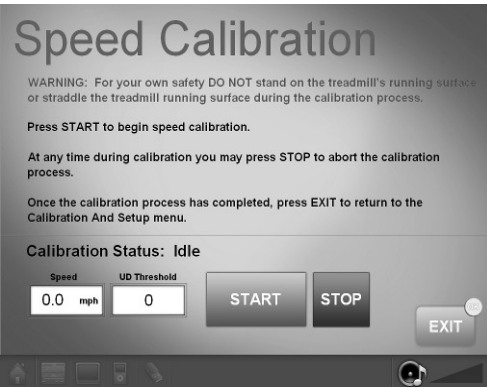 Speed Calibration
WARNING: For your own safety DO NOT stand on the treadmill's running surface
or straddle the treadmill running surface during the calibration process.
Press START to begin speed calibration.
At any time during calibration you may press STOP to abort the calibration
process.
Once the calibration process has completed, press EXIT to return to the
Calibration And Setup menu.
Calibration Status: Idle
Speed UD Threshold
0.0 mph 0 START STOP
EXIT